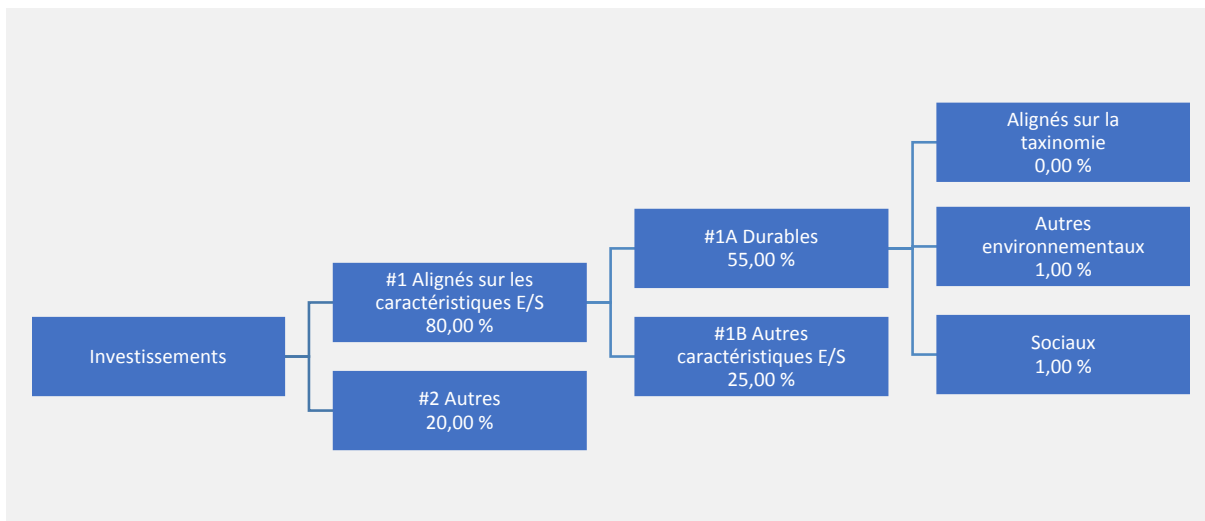 Investissements
#1 Alignés sur les
caractéristiques E/S
80,00 %
#2 Autres
20,00 %
#1A Durables
55,00 %
#1B Autres
caractéristiques E/S
25,00 %
Alignés sur la
taxinomie
0,00 %
Autres
environnementaux
1,00 %
Sociaux
1,00 %